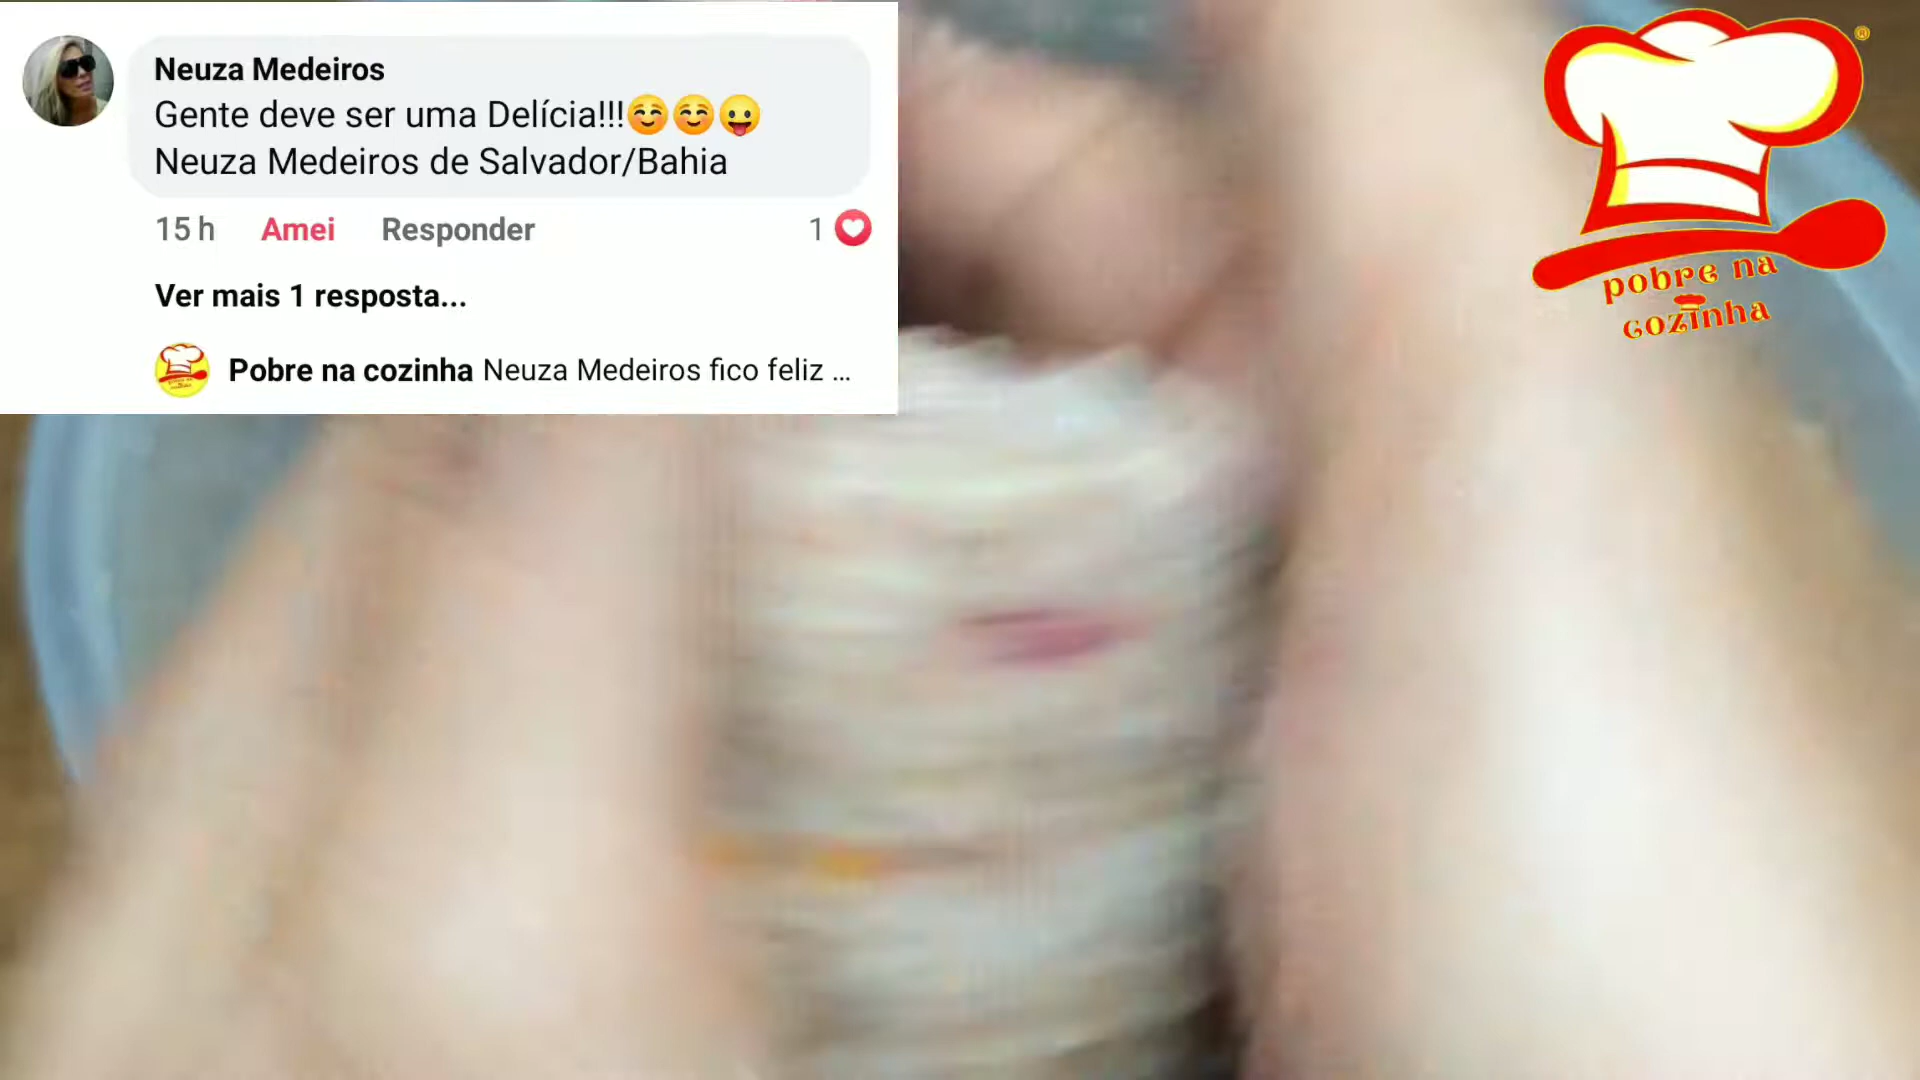 Neuza Medeiros
Gente deve ser uma Delícia!!!☺️☺️😛
Neuza Medeiros de Salvador/Bahia
15 h Amei Responder 1
Ver mais 1 resposta...
Pobre na cozinha Neuza Medeiros fico feliz ...
®
pobre na
cozinha